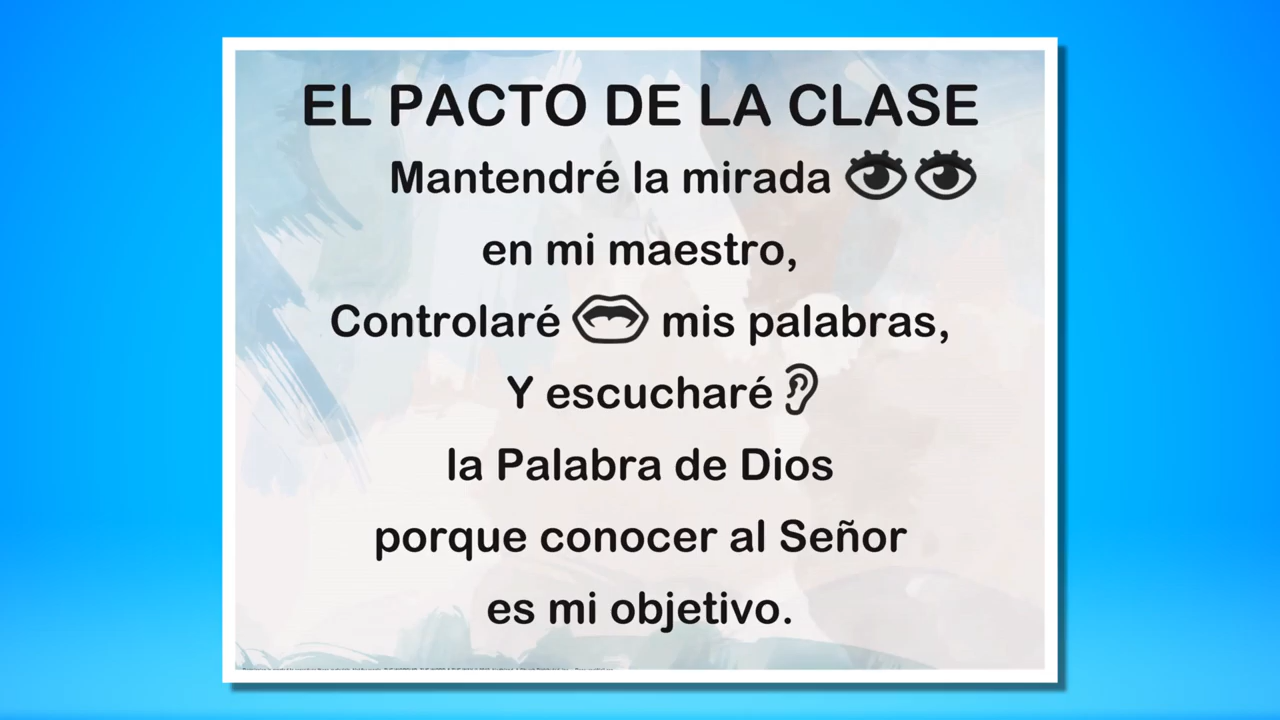 EL PACTO DE LA CLASE
Mantendré la mirada
en mi maestro,
Controlaré mis palabras,
Y escucharé
la Palabra de Dios
porque conocer al Señor
es mi objetivo.